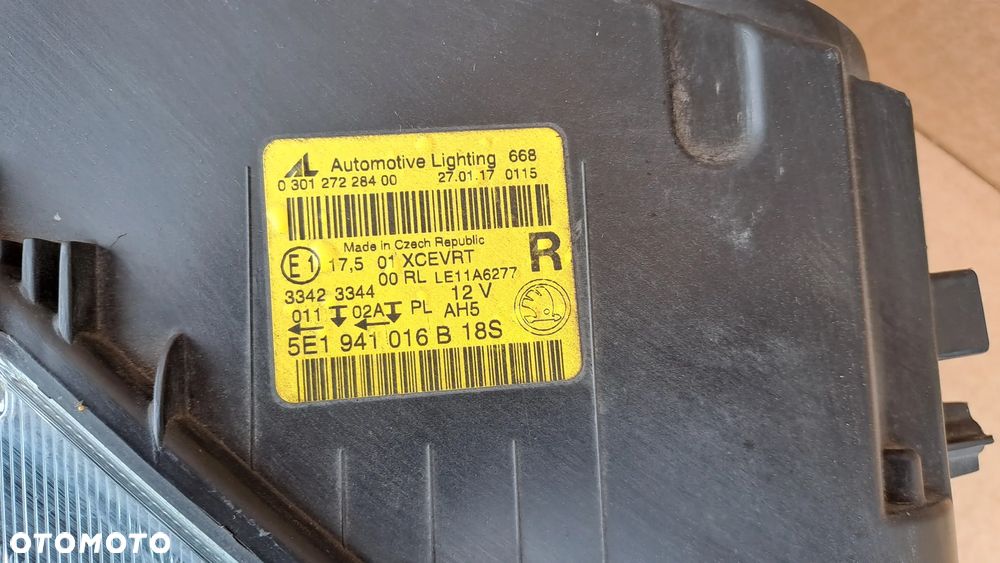 AL Automotive Lighting 668
0 301 272 284 00 27.01.17 0115
Made in Czech Republic
E1 17,5 01 XCEVRT R
00 RL LE11A6277
3342 3344 12 V
011 02A PL AH5
5E1 941 016 B 18S
OTOMOTO